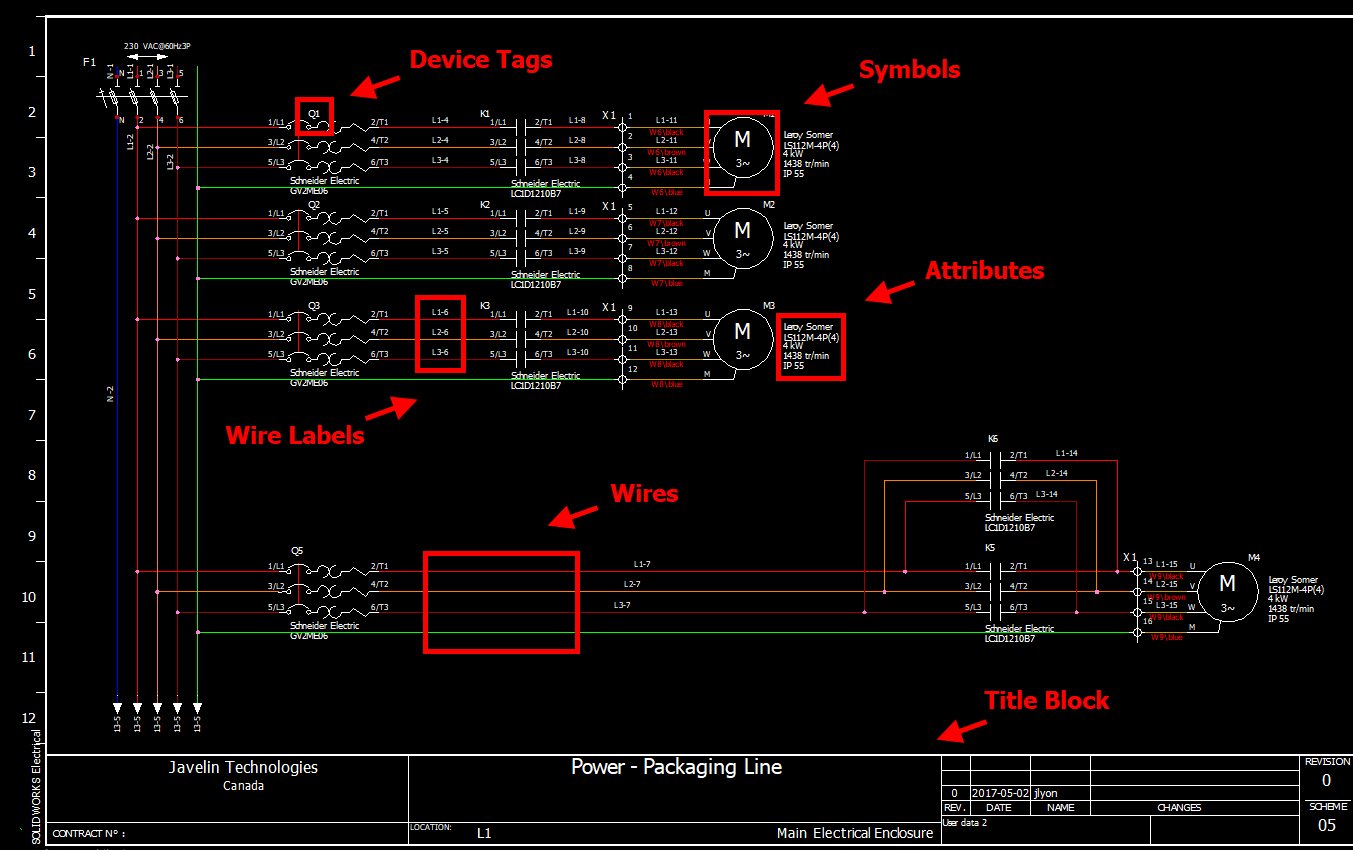 1
230 VAC@60Hz3P
F1
N-1
L1-1
L2-1
L3-1
N 1 3 5
N 2 4 6
L1-2
L2-2
L3-2
Device Tags
Symbols
2
Q1
K1
X1
1/L1 2/T1 L1-4 1/L1 2/T1 L1-8 1 L1-11
W6\black
3/L2 4/T2 L2-4 3/L2 4/T2 L2-8 2 L2-11
W6\brown
5/L3 6/T3 L3-4 5/L3 6/T3 L3-8 3 L3-11
W6\black
4
W6\blue
M
3~
Leroy Somer
LS112M-4P(4)
4 kW
1438 tr/min
IP 55
3
Schneider Electric
GV2ME06
Schneider Electric
LC1D1210B7
Q2
K2
X1
M2
1/L1 2/T1 L1-5 1/L1 2/T1 L1-9 5 L1-12 U
W7\black
3/L2 4/T2 L2-5 3/L2 4/T2 L2-9 6 L2-12 V
W7\brown
5/L3 6/T3 L3-5 5/L3 6/T3 L3-9 7 L3-12 W
W7\black
8 M
W7\blue
M
3~
Leroy Somer
LS112M-4P(4)
4 kW
1438 tr/min
IP 55
4
Schneider Electric
GV2ME06
Schneider Electric
LC1D1210B7
Attributes
5
Q3
K3
X1
M3
1/L1 2/T1 L1-6 1/L1 2/T1 L1-10 9 L1-13 U
W8\black
3/L2 4/T2 L2-6 3/L2 4/T2 L2-10 10 L2-13 V
W8\brown
5/L3 6/T3 L3-6 5/L3 6/T3 L3-10 11 L3-13 W
W8\black
12 M
W8\blue
M
3~
Leroy Somer
LS112M-4P(4)
4 kW
1438 tr/min
IP 55
6
Schneider Electric
GV2ME06
Schneider Electric
LC1D1210B7
N-2
7
Wire Labels
K6
1/L1 2/T1 L1-14
3/L2 4/T2 L2-14
5/L3 6/T3 L3-14
Schneider Electric
LC1D1210B7
8
Wires
9
Q5
K5
X1
M4
1/L1 2/T1 L1-7 1/L1 2/T1 13 L1-15 U
W9\black
3/L2 4/T2 L2-7 3/L2 4/T2 14 L2-15 V
W9\brown
5/L3 6/T3 L3-7 5/L3 6/T3 15 L3-15 W
W9\black
16 M
W9\blue
M
3~
Leroy Somer
LS112M-4P(4)
4 kW
1438 tr/min
IP 55
10
Schneider Electric
GV2ME06
Schneider Electric
LC1D1210B7
11
12
13-5 13-5 13-5 13-5 13-5
Title Block
SOLIDWORKS Electrical
Javelin Technologies
Canada
CONTRACT N° :
Power - Packaging Line
LOCATION:
L1
Main Electrical Enclosure
0 2017-05-02 jlyon
REV. DATE NAME CHANGES
User data 2
REVISION
0
SCHEME
05